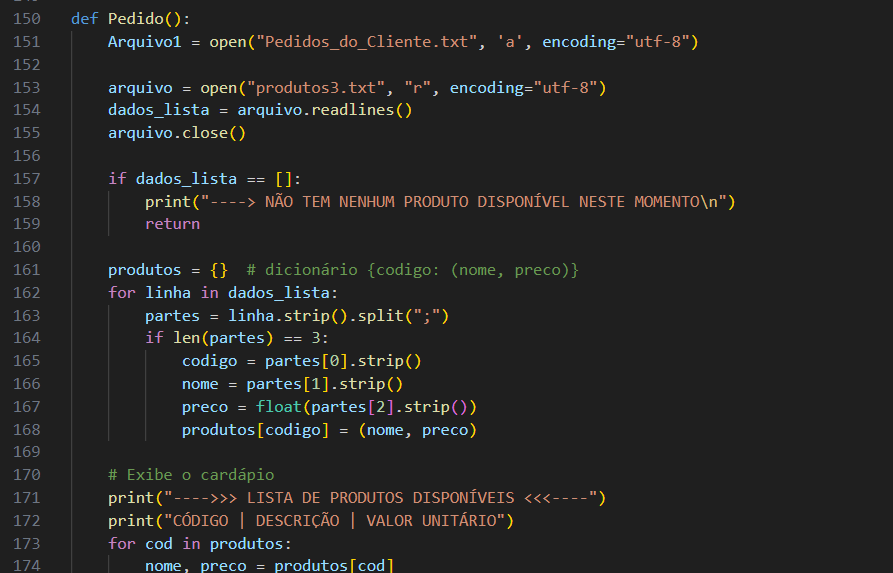 150 def Pedido():
151     Arquivo1 = open("Pedidos_do_Cliente.txt", 'a', encoding="utf-8")
152
153     arquivo = open("produtos3.txt", "r", encoding="utf-8")
154     dados_lista = arquivo.readlines()
155     arquivo.close()
156
157     if dados_lista == []:
158         print("----> NÃO TEM NENHUM PRODUTO DISPONÍVEL NESTE MOMENTO\n")
159         return
160
161     produtos = {}  # dicionário {codigo: (nome, preco)}
162     for linha in dados_lista:
163         partes = linha.strip().split(";")
164         if len(partes) == 3:
165             codigo = partes[0].strip()
166             nome = partes[1].strip()
167             preco = float(partes[2].strip())
168             produtos[codigo] = (nome, preco)
169
170     # Exibe o cardápio
171     print("---->>> LISTA DE PRODUTOS DISPONÍVEIS <<<----")
172     print("CÓDIGO | DESCRIÇÃO | VALOR UNITÁRIO")
173     for cod in produtos:
174         nome, preco = produtos[cod]